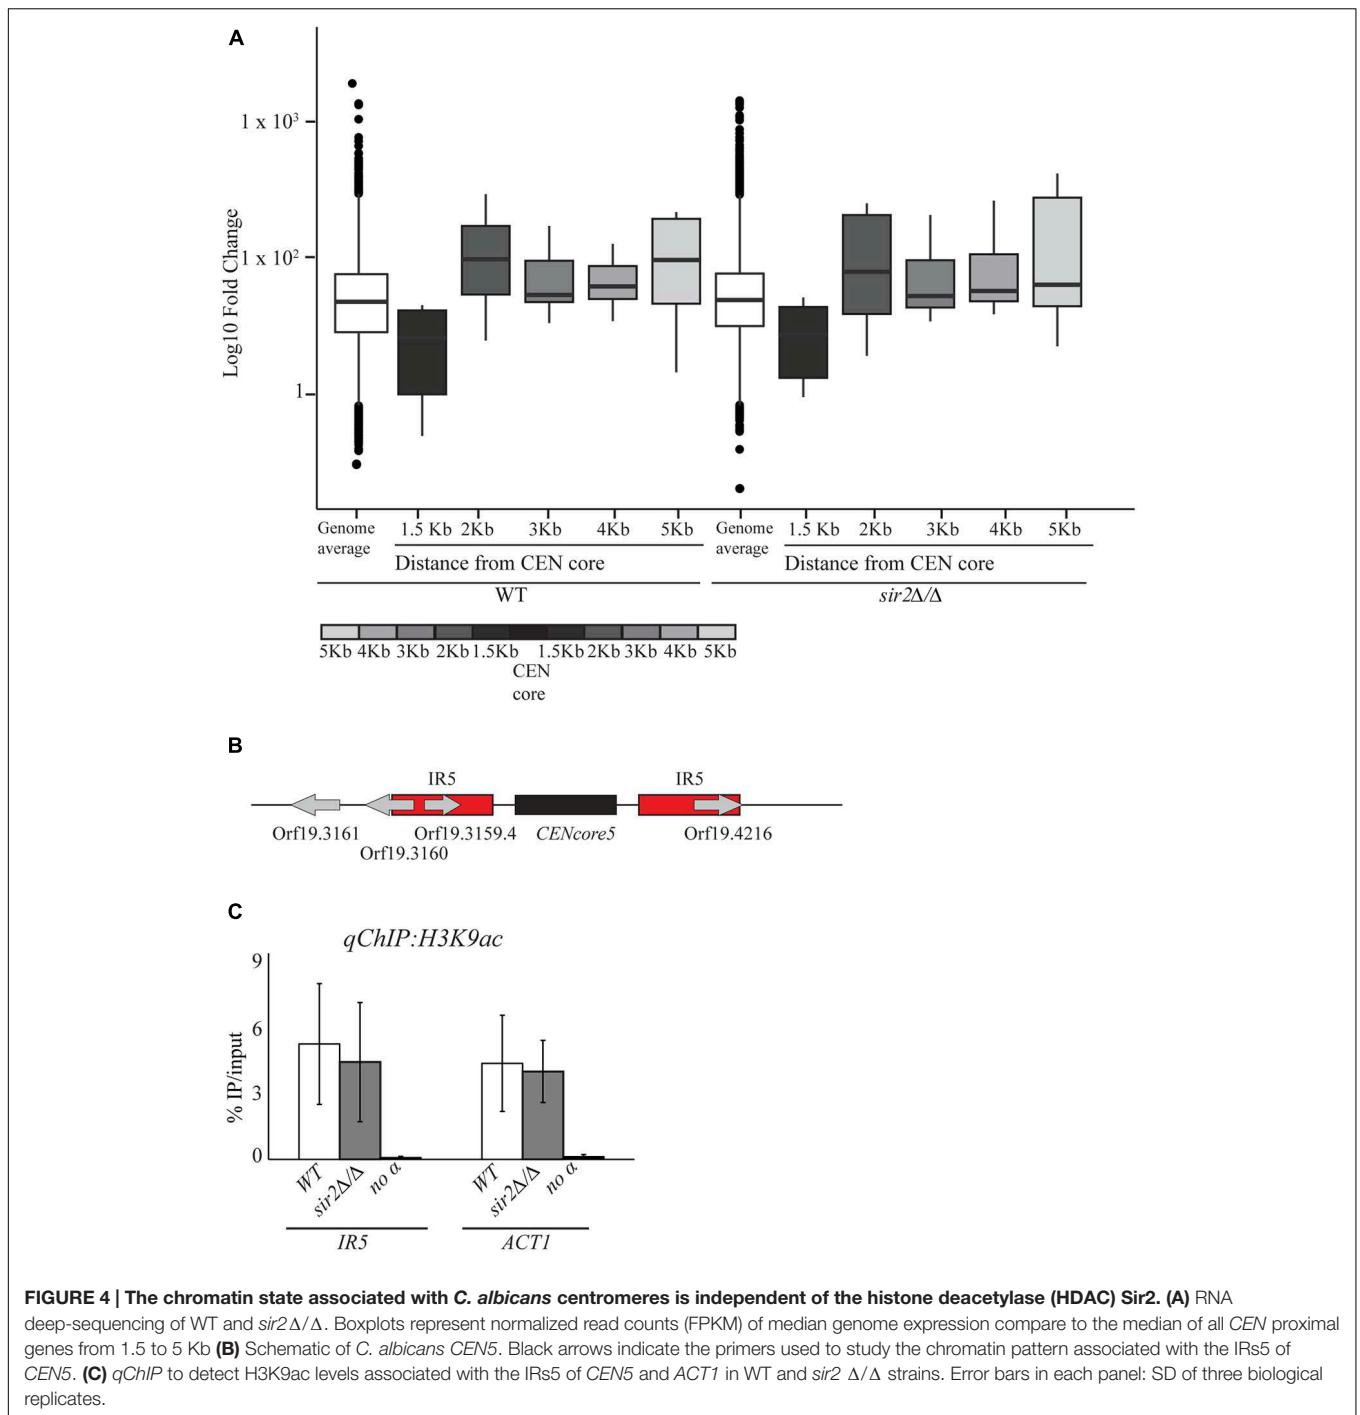 A
1 x 10³
1 x 10²
1
Log10 Fold Change
Genome average 1.5 Kb 2Kb 3Kb 4Kb 5Kb Genome average 1.5 Kb 2Kb 3Kb 4Kb 5Kb
Distance from CEN core Distance from CEN core
WT sir2Δ/Δ
5Kb 4Kb 3Kb 2Kb 1.5Kb 1.5Kb 2Kb 3Kb 4Kb 5Kb
CEN
core
B
IR5 IR5
Orf19.3161 Orf19.3159.4 CENcore5 Orf19.4216
Orf19.3160
C
qChIP:H3K9ac
9
6
3
0
% IP/input
WT sir2Δ/Δ no α WT sir2Δ/Δ no α
IR5 ACT1
FIGURE 4 | The chromatin state associated with C. albicans centromeres is independent of the histone deacetylase (HDAC) Sir2. (A) RNA
deep-sequencing of WT and sir2Δ/Δ. Boxplots represent normalized read counts (FPKM) of median genome expression compare to the median of all CEN proximal
genes from 1.5 to 5 Kb (B) Schematic of C. albicans CEN5. Black arrows indicate the primers used to study the chromatin pattern associated with the IRs5 of
CEN5. (C) qChIP to detect H3K9ac levels associated with the IRs5 of CEN5 and ACT1 in WT and sir2 Δ/Δ strains. Error bars in each panel: SD of three biological
replicates.